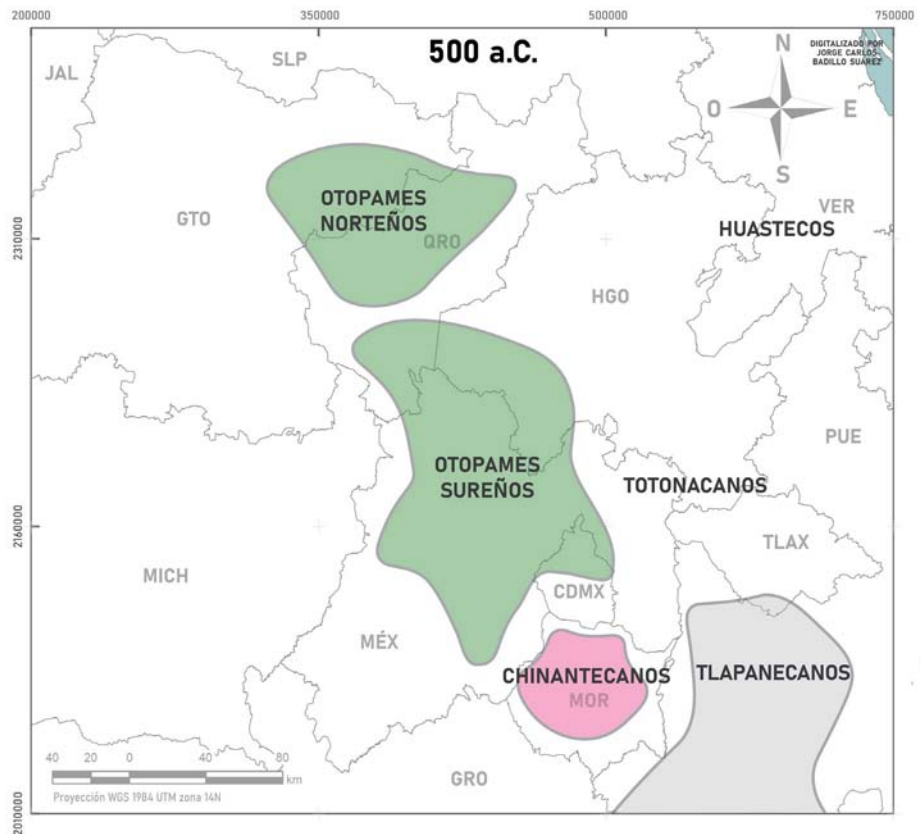 200000
350000
500000
750000
500 a.C.
DIGITALIZADO POR
JORGE CARLOS
BADILLO SUÁREZ
N
O
E
S
JAL
SLP
GTO
OTOPAMES
NORTEÑOS
QRO
VER
HUASTECOS
HGO
2310000
PUE
OTOPAMES
SUREÑOS
TOTONACANOS
2160000
TLAX
MICH
CDMX
MÉX
CHINANTECANOS
MOR
TLAPANECANOS
GRO
40
20
0
40
80
km
Proyección WGS 1984 UTM zona 14N
2010000